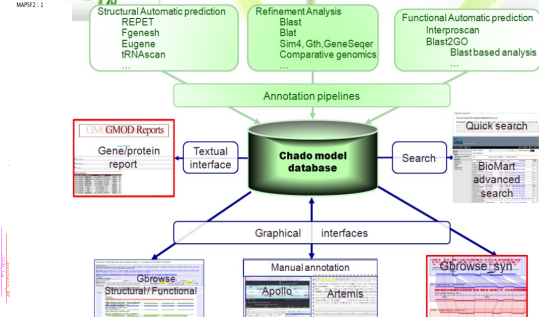 MAPSF2 : 1
Structural Automatic prediction
REPET
Fgenesh
Eugene
tRNAscan
...
Refinement Analysis
Blast
Blat
Sim4, Gth, GeneSeqer
Comparative genomics
...
Functional Automatic prediction
Interproscan
Blast2GO
Blast based analysis
...
Annotation pipelines
GMOD Reports
Gene/protein
report
Textual
interface
Chado model
database
Search
Quick search
BioMart
advanced
search
Graphical interfaces
Gbrowse
Structural / Functional
Manual annotation
Apollo
Artemis
Gbrowse_syn